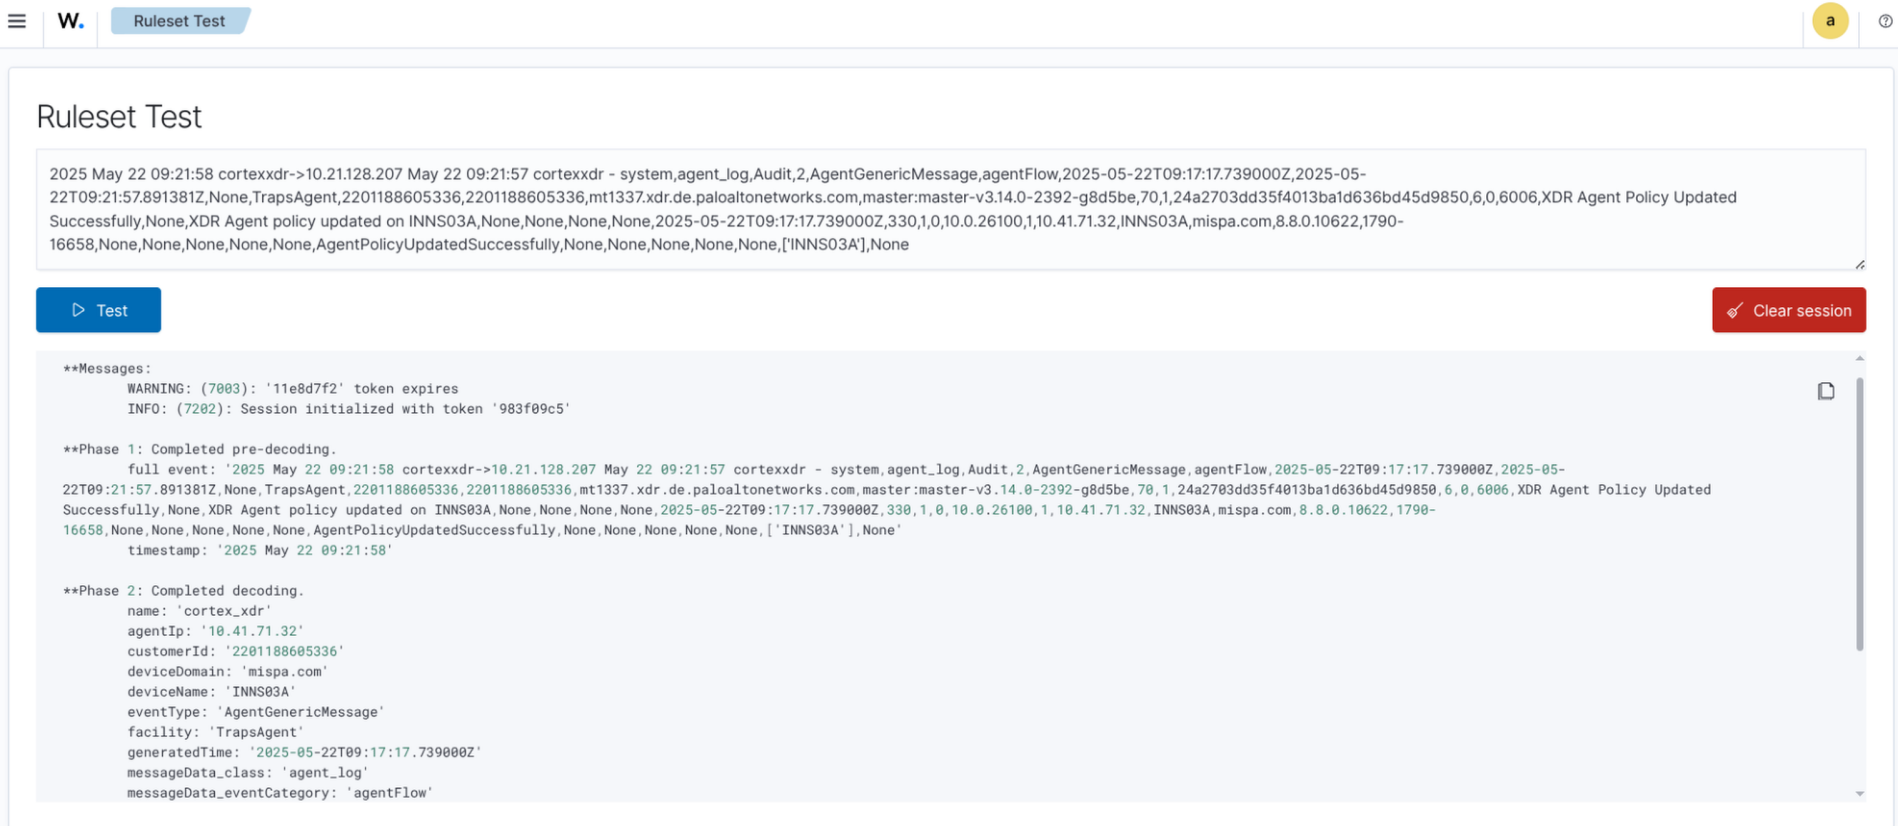 W. Ruleset Test a
Ruleset Test
2025 May 22 09:21:58 cortexxdr->10.21.128.207 May 22 09:21:57 cortexxdr - system,agent_log,Audit,2,AgentGenericMessage,agentFlow,2025-05-22T09:17:17.739000Z,2025-05-
22T09:21:57.891381Z,None,TrapsAgent,2201188605336,2201188605336,mt1337.xdr.de.paloaltonetworks.com,master:master-v3.14.0-2392-g8d5be,70,1,24a2703dd35f4013ba1d636bd45d9850,6,0,6006,XDR Agent Policy Updated
Successfully,None,XDR Agent policy updated on INNS03A,None,None,None,None,2025-05-22T09:17:17.739000Z,330,1,0,10.0.26100,1,10.41.71.32,INNS03A,mispa.com,8.8.0.10622,1790-
16658,None,None,None,None,None,AgentPolicyUpdatedSuccessfully,None,None,None,None,None,['INNS03A'],None
Test
Clear session
**Messages:
WARNING: (7003): '11e8d7f2' token expires
INFO: (7202): Session initialized with token '983f09c5'
**Phase 1: Completed pre-decoding.
full event: '2025 May 22 09:21:58 cortexxdr->10.21.128.207 May 22 09:21:57 cortexxdr - system,agent_log,Audit,2,AgentGenericMessage,agentFlow,2025-05-22T09:17:17.739000Z,2025-05-
22T09:21:57.891381Z,None,TrapsAgent,2201188605336,2201188605336,mt1337.xdr.de.paloaltonetworks.com,master:master-v3.14.0-2392-g8d5be,70,1,24a2703dd35f4013ba1d636bd45d9850,6,0,6006,XDR Agent Policy Updated
Successfully,None,XDR Agent policy updated on INNS03A,None,None,None,None,2025-05-22T09:17:17.739000Z,330,1,0,10.0.26100,1,10.41.71.32,INNS03A,mispa.com,8.8.0.10622,1790-
16658,None,None,None,None,None,AgentPolicyUpdatedSuccessfully,None,None,None,None,None,['INNS03A'],None'
timestamp: '2025 May 22 09:21:58'
**Phase 2: Completed decoding.
name: 'cortex_xdr'
agentIp: '10.41.71.32'
customerId: '2201188605336'
deviceDomain: 'mispa.com'
deviceName: 'INNS03A'
eventType: 'AgentGenericMessage'
facility: 'TrapsAgent'
generatedTime: '2025-05-22T09:17:17.739000Z'
messageData_class: 'agent_log'
messageData_eventCategory: 'agentFlow'